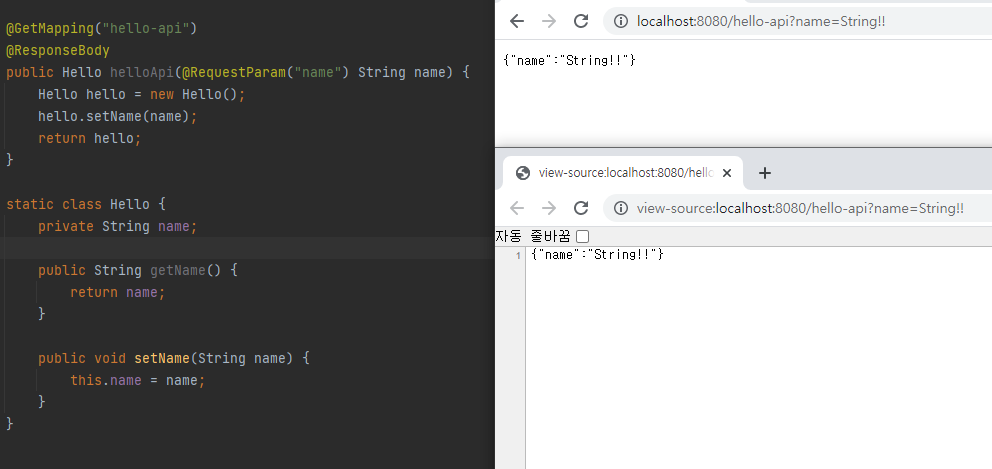 @GetMapping("hello-api")
@ResponseBody
public Hello helloApi(@RequestParam("name") String name) {
    Hello hello = new Hello();
    hello.setName(name);
    return hello;
}

static class Hello {
    private String name;

    public String getName() {
        return name;
    }

    public void setName(String name) {
        this.name = name;
    }
}
localhost:8080/hello-api?name=String!!
{"name":"String!!"}
view-source:localhost:8080/hello
view-source:localhost:8080/hello-api?name=String!!
자동 줄바꿈
1 {"name":"String!!"}